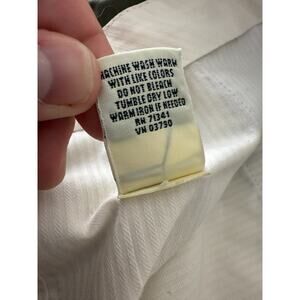 MACHINE WASH WARM
WITH LIKE COLORS
DO NOT BLEACH
TUMBLE DRY LOW
WARM IRON IF NEEDED
RN 71341
VN 03790